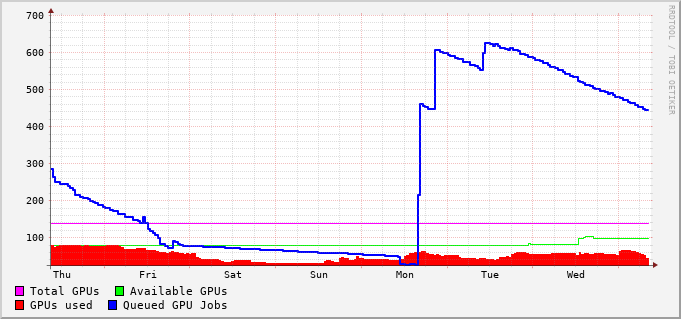 700
600
500
400
300
200
100
Thu Fri Sat Sun Mon Tue Wed
Total GPUs Available GPUs
GPUs used Queued GPU Jobs
RRDTOOL / TOBI OETIKER